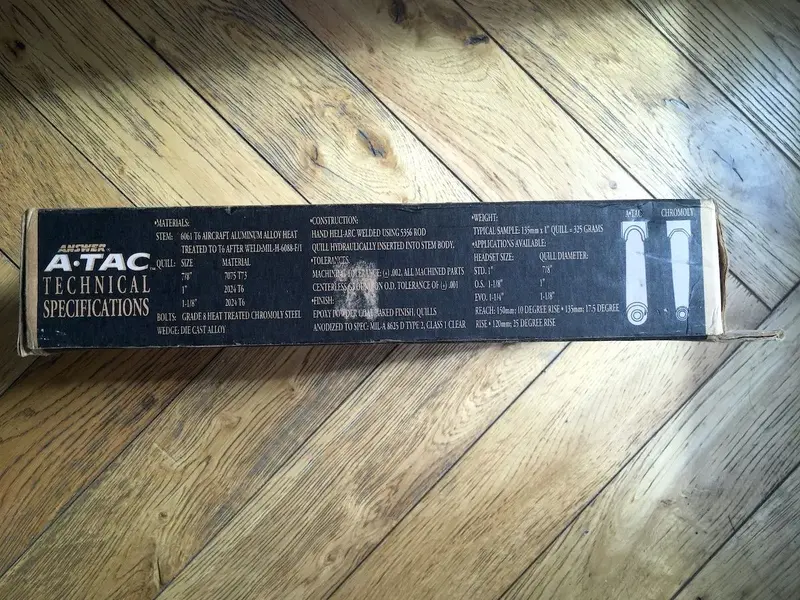 ANSWER
A•TAC™
TECHNICAL
SPECIFICATIONS
•MATERIALS:
STEM: 6061 T6 AIRCRAFT ALUMINUM ALLOY HEAT
TREATED TO T6 AFTER WELD:MIL-H-6088-F/1
QUILL: SIZE MATERIAL
7/8" 7075 T73
1" 2024 T6
1-1/8" 2024 T6
BOLTS: GRADE 8 HEAT TREATED CHROMOLY STEEL
WEDGE: DIE CAST ALLOY
•CONSTRUCTION:
HAND HELI-ARC WELDED USING 5356 ROD
QUILL HYDRAULICALLY INSERTED INTO STEM BODY.
•TOLERANCES
MACHINING TOLERANCE: (±) .002, ALL MACHINED PARTS
CENTERLESS GROUND ON O.D. TOLERANCE OF (±) .001
•FINISH:
EPOXY POWDER COAT BAKED FINISH, QUILLS
ANODIZED TO SPEC- MIL-A 8625 D TYPE 2, CLASS 1 CLEAR
•WEIGHT:
TYPICAL SAMPLE: 135mm x 1" QUILL = 325 GRAMS
•APPLICATIONS AVAILABLE:
HEADSET SIZE: QUILL DIAMETER:
STD. 1" 7/8"
O.S. 1-1/8" 1"
EVO. 1-1/4" 1-1/8"
REACH: 150mm; 10 DEGREE RISE • 135mm; 17.5 DEGREE
RISE • 120mm; 25 DEGREE RISE
A•TAC CHROMOLY